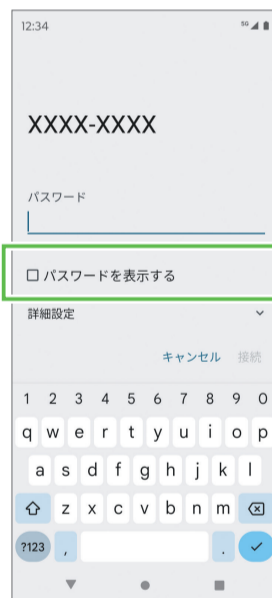 12:34 5G
XXXX-XXXX
パスワード
パスワードを表示する
詳細設定
キャンセル 接続
1 2 3 4 5 6 7 8 9 0
q w e r t y u i o p
a s d f g h j k l
z x c v b n m
?123 , .